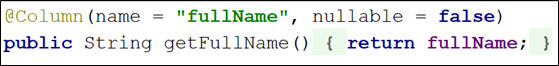 @Column(name = "fullName", nullable = false)
public String getFullName() { return fullName; }